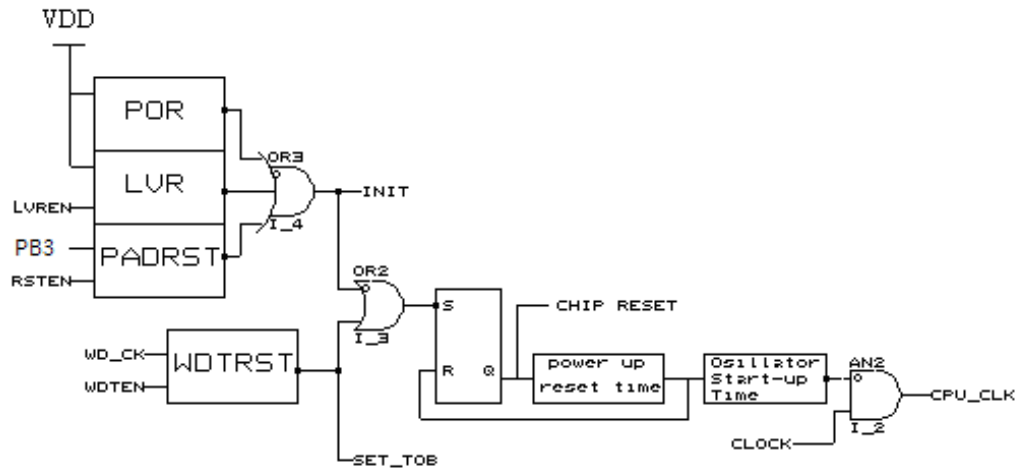 VDD
POR
LVR
LVREN
PB3
PADRST
RSTEN
OR3
I_4
INIT
OR2
I_3
S
R Q
CHIP RESET
WD_CK
WDTEN
WDTRST
SET_TOB
power up
reset time
Osillator
Start-up
Time
AN2
I_2
CLOCK
CPU_CLK